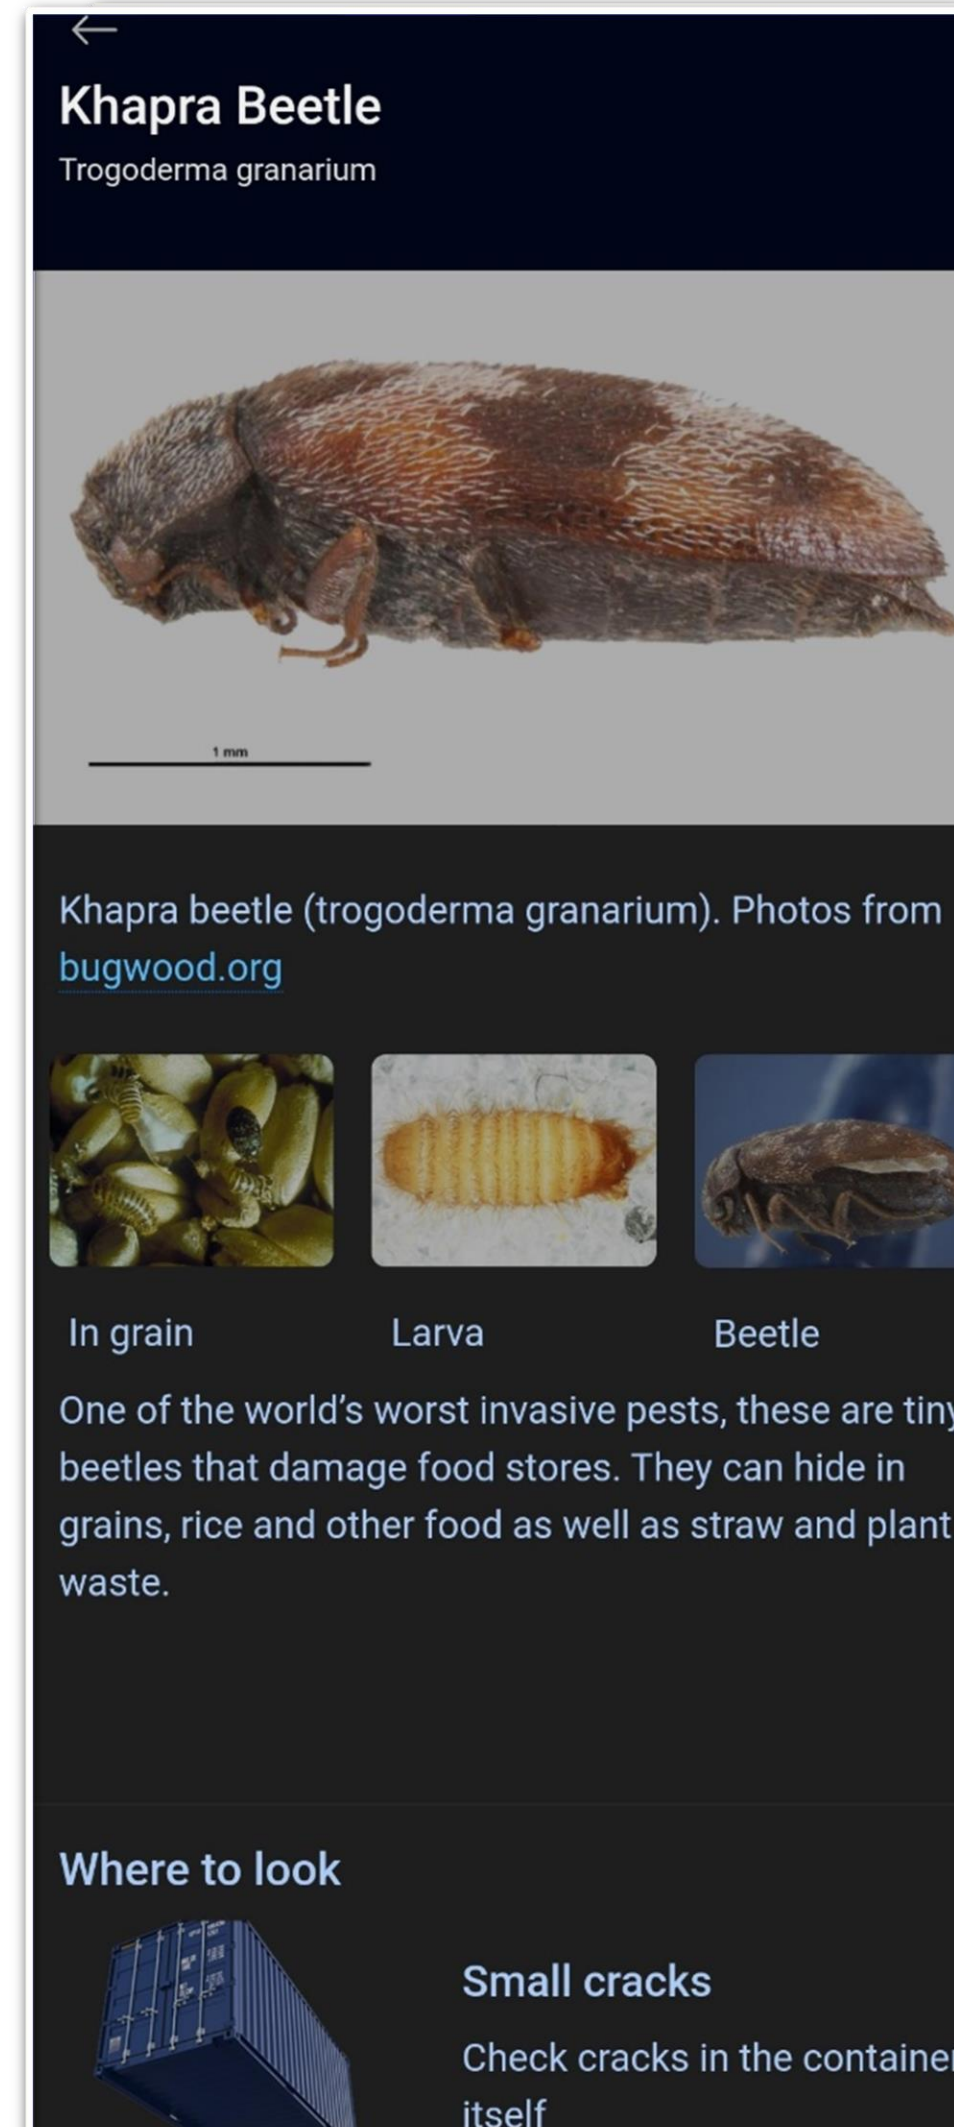 Khapra Beetle
Trogoderma granarium
1 mm
Khapra beetle (trogoderma granarium). Photos from
bugwood.org
In grain
Larva
Beetle
One of the world's worst invasive pests, these are tiny
beetles that damage food stores. They can hide in
grains, rice and other food as well as straw and plant
waste.
Where to look
Small cracks
Check cracks in the container
itself